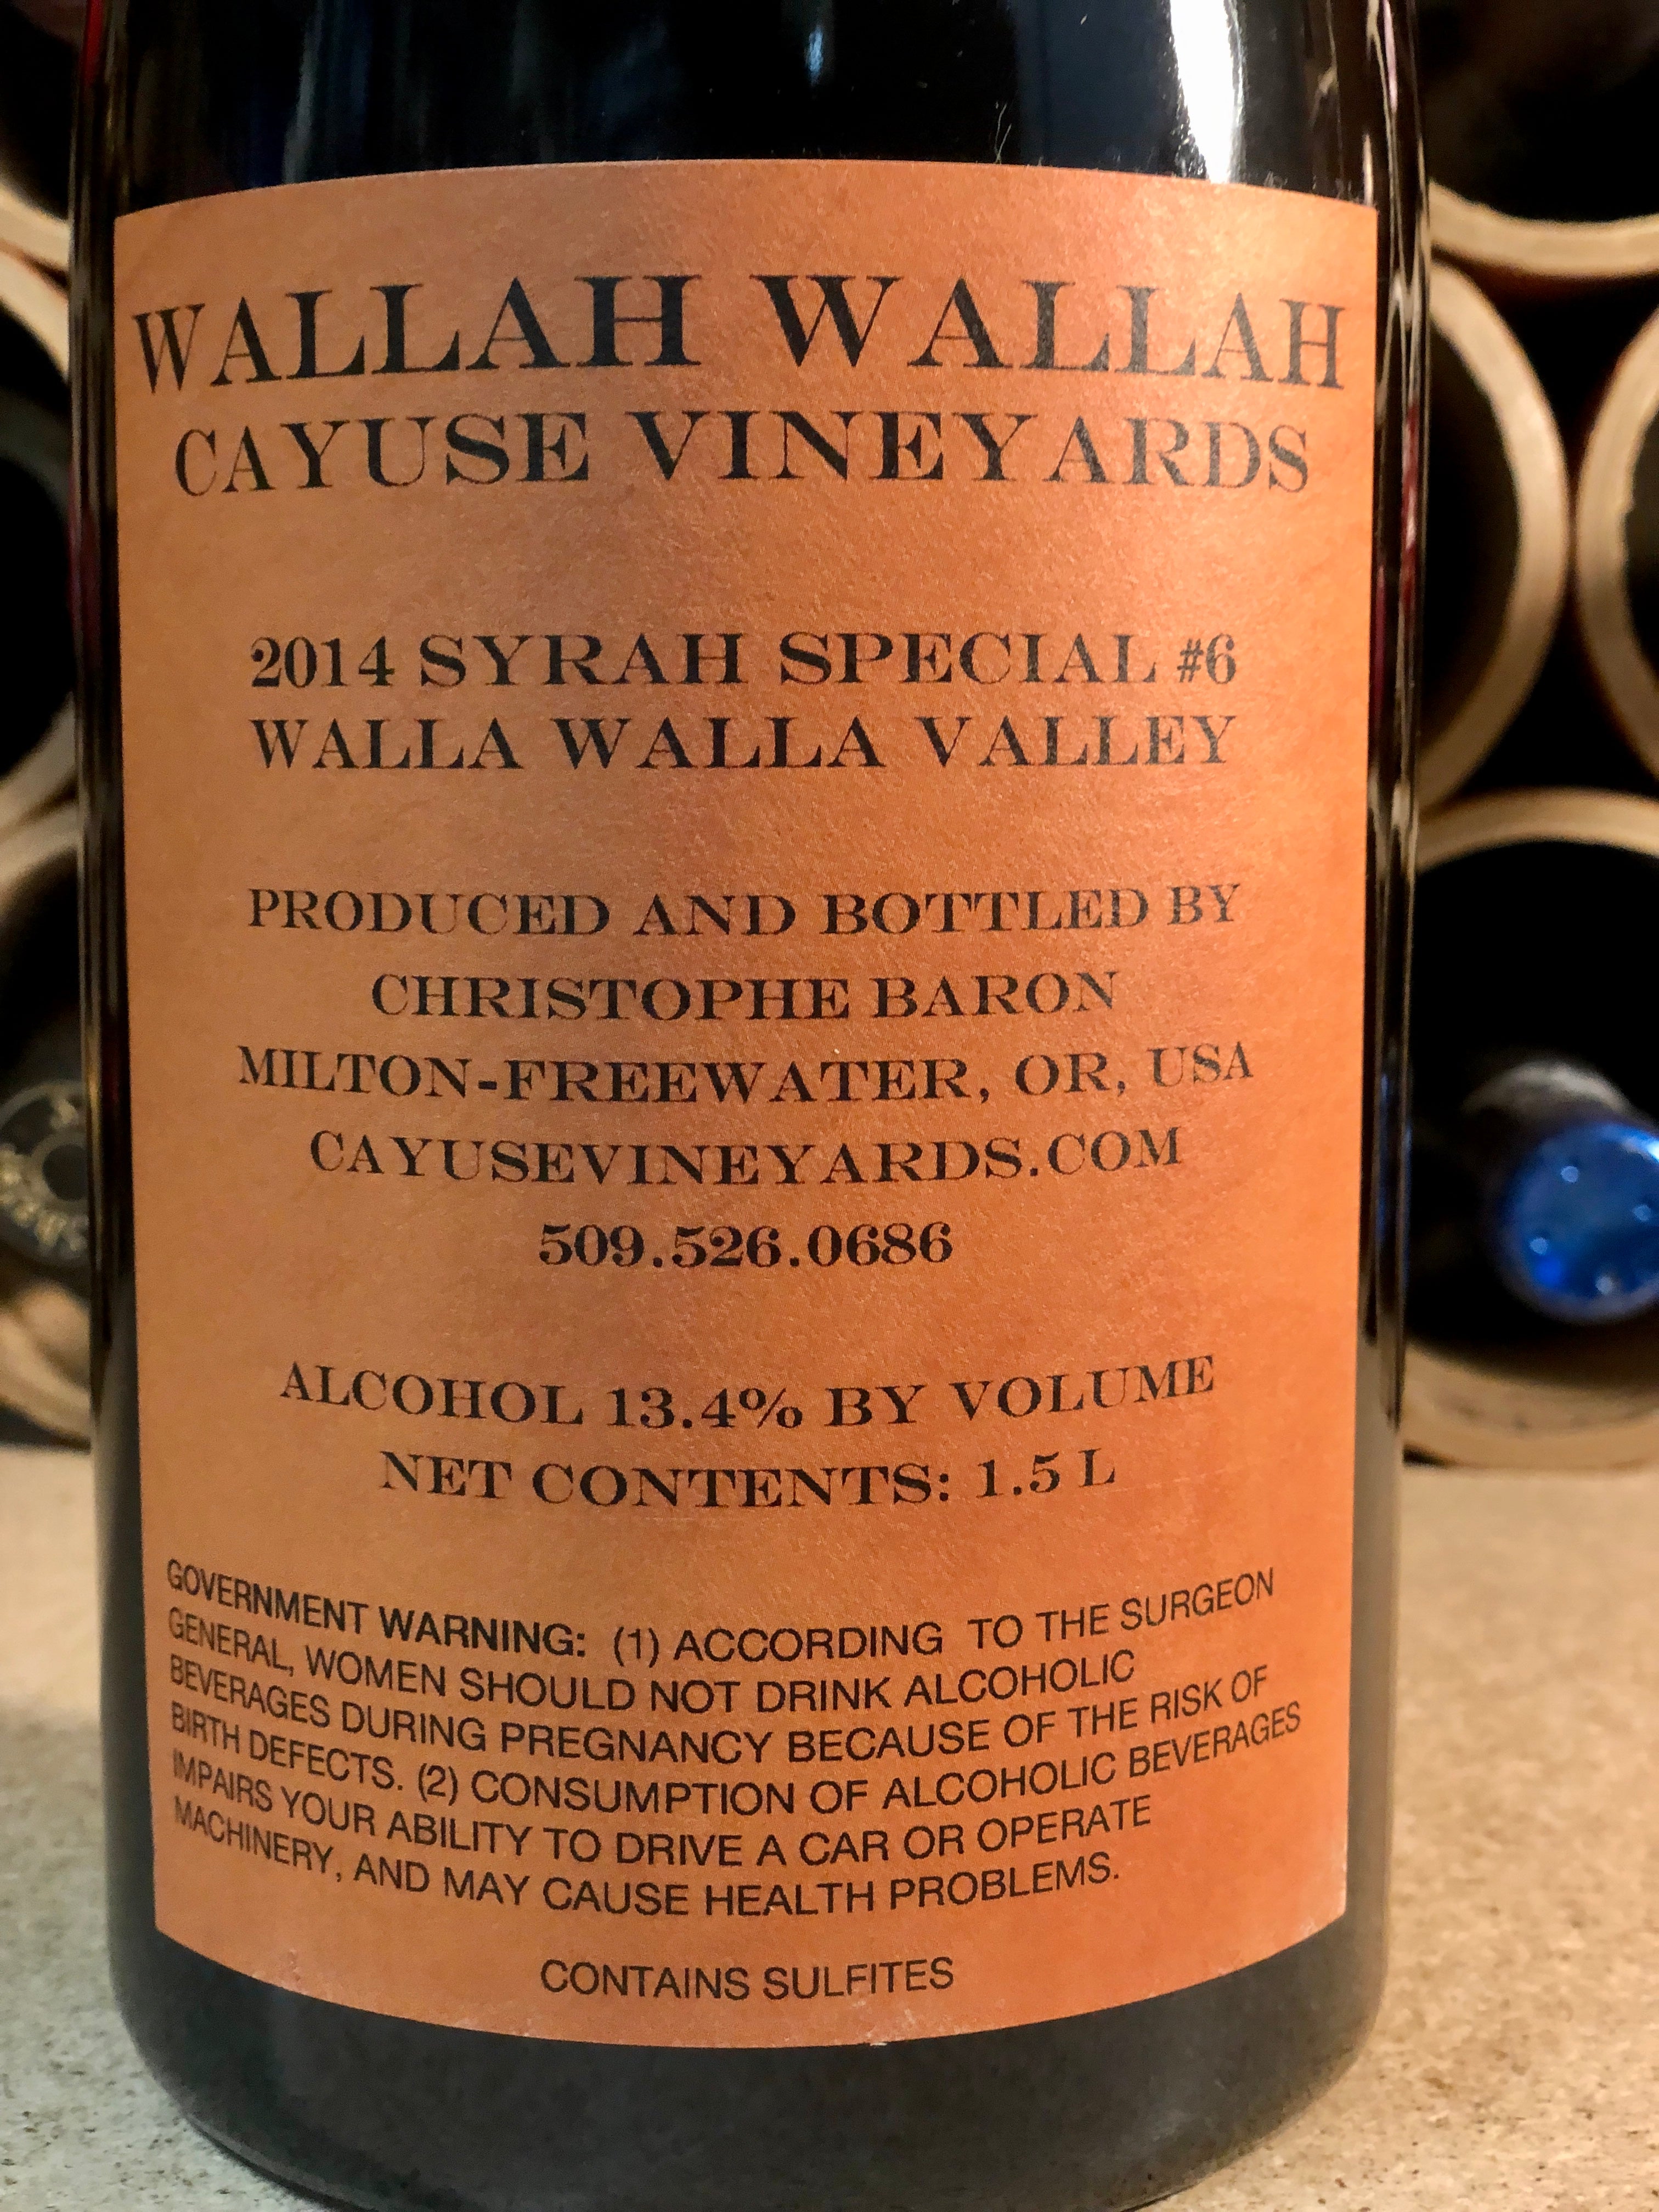 WALLAH WALLAH
CAYUSE VINEYARDS
2014 SYRAH SPECIAL #6
WALLA WALLA VALLEY
PRODUCED AND BOTTLED BY
CHRISTOPHE BARON
MILTON-FREEWATER, OR, USA
CAYUSEVINEYARDS.COM
509.526.0686
ALCOHOL 13.4% BY VOLUME
NET CONTENTS: 1.5 L
GOVERNMENT WARNING: (1) ACCORDING TO THE SURGEON
GENERAL, WOMEN SHOULD NOT DRINK ALCOHOLIC
BEVERAGES DURING PREGNANCY BECAUSE OF THE RISK OF
BIRTH DEFECTS. (2) CONSUMPTION OF ALCOHOLIC BEVERAGES
IMPAIRS YOUR ABILITY TO DRIVE A CAR OR OPERATE
MACHINERY, AND MAY CAUSE HEALTH PROBLEMS.
CONTAINS SULFITES